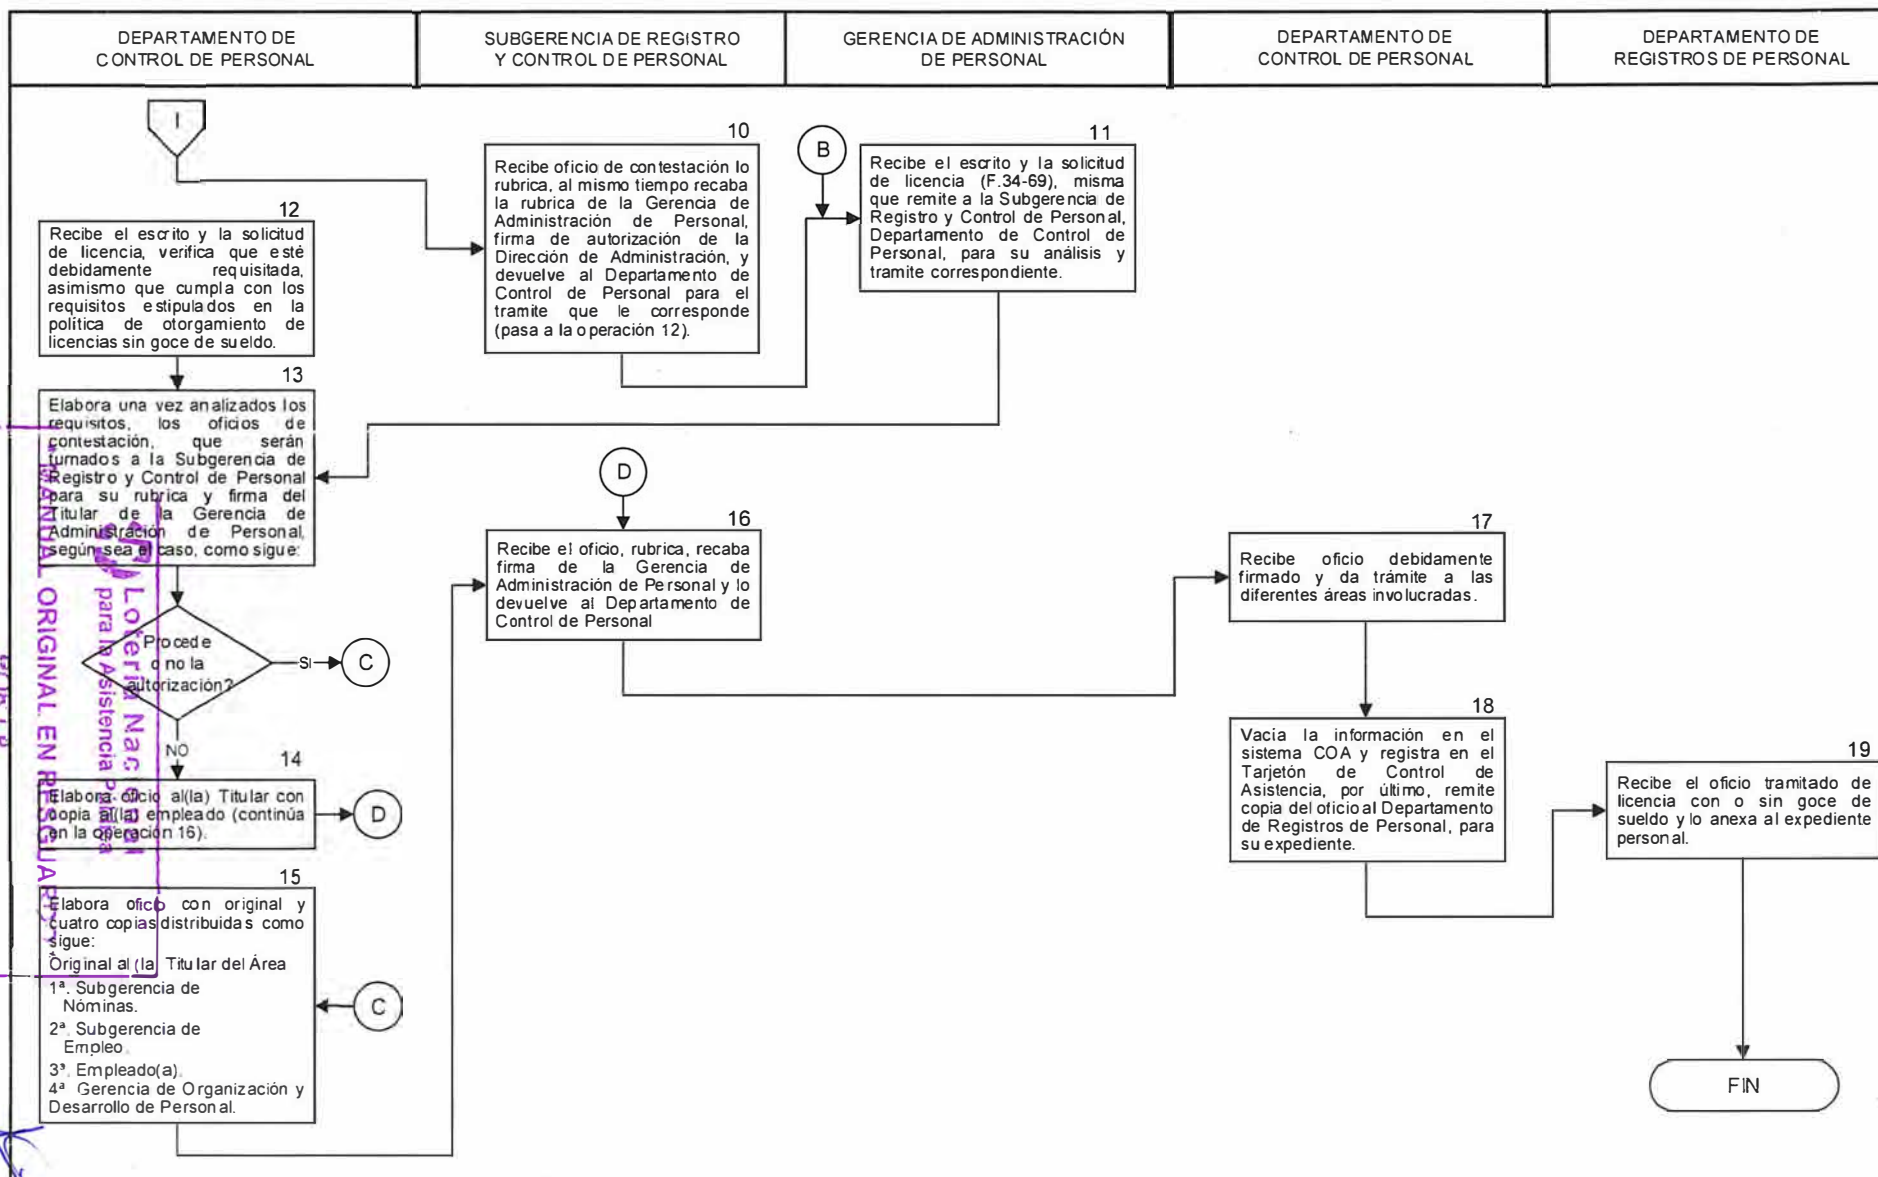 DEPARTAMENTO DE
CONTROL DE PERSONAL
SUBGERENCIA DE REGISTRO
Y CONTROL DE PERSONAL
GERENCIA DE ADMINISTRACIÓN
DE PERSONAL
DEPARTAMENTO DE
CONTROL DE PERSONAL
DEPARTAMENTO DE
REGISTROS DE PERSONAL
I
10
Recibe oficio de contestación lo
rubrica, al mismo tiempo recaba
la rubrica de la Gerencia de
Administración de Personal,
firma de autorización de la
Dirección de Administración, y
devuelve al Departamento de
Control de Personal para el
tramite que le corresponde
(pasa a la operación 12).
B
11
Recibe el escrito y la solicitud
de licencia (F.34-69), misma
que remite a la Subgerencia de
Registro y Control de Personal,
Departamento de Control de
Personal, para su análisis y
tramite correspondiente.
12
Recibe el escrito y la solicitud
de licencia, verifica que esté
debidamente requisitada,
asimismo que cumpla con los
requisitos estipulados en la
política de otorgamiento de
licencias sin goce de sueldo.
13
Elabora una vez analizados los
requisitos, los oficios de
contestación, que serán
turnados a la Subgerencia de
Registro y Control de Personal
para su rubrica y firma del
Titular de la Gerencia de
Administración de Personal,
según sea el caso, como sigue:
Procede
o no la
autorización?
SI
C
NO
14
Elabora oficio al(la) Titular con
copia al(la) empleado (continúa
en la operación 16).
D
15
Elabora oficio con original y
cuatro copias distribuidas como
sigue:
Original al (la Titular del Área
1ª. Subgerencia de
Nóminas.
2ª. Subgerencia de
Empleo.
3ª. Empleado(a).
4ª Gerencia de Organización y
Desarrollo de Personal.
C
D
16
Recibe el oficio, rubrica, recaba
firma de la Gerencia de
Administración de Personal y lo
devuelve al Departamento de
Control de Personal
17
Recibe oficio debidamente
firmado y da trámite a las
diferentes áreas involucradas.
18
Vacia la información en el
sistema COA y registra en el
Tarjetón de Control de
Asistencia, por último, remite
copia del oficio al Departamento
de Registros de Personal, para
su expediente.
19
Recibe el oficio tramitado de
licencia con o sin goce de
sueldo y lo anexa al expediente
personal.
FIN
Lotería Nacional
para la Asistencia Pública
"MANUAL ORIGINAL EN RESGUARDO"